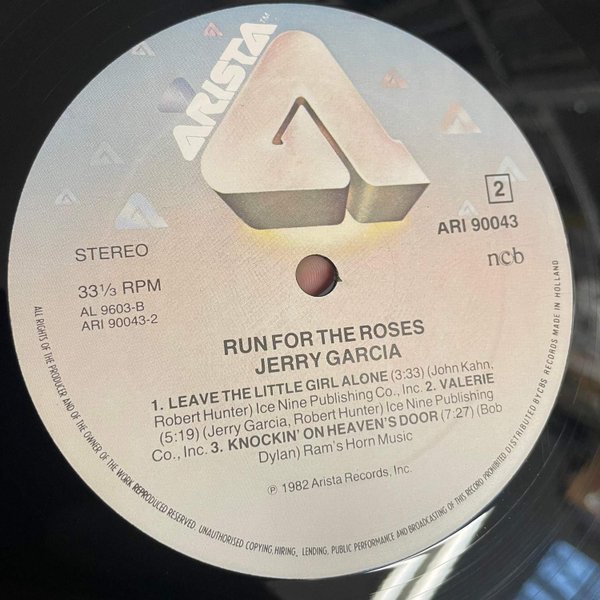 ARISTA™
2
ARI 90043
STEREO
ncb
33⅓ RPM
AL 9603-B
ARI 90043-2
RUN FOR THE ROSES
JERRY GARCIA
1. LEAVE THE LITTLE GIRL ALONE (3:33) (John Kahn,
Robert Hunter) Ice Nine Publishing Co., Inc. 2. VALERIE
(5:19) (Jerry Garcia, Robert Hunter) Ice Nine Publishing
Co., Inc. 3. KNOCKIN' ON HEAVEN'S DOOR (7:27) (Bob
Dylan) Ram's Horn Music
℗ 1982 Arista Records, Inc.
ALL RIGHTS OF THE PRODUCER AND OF THE OWNER OF THE WORK REPRODUCED RESERVED. UNAUTHORISED COPYING, HIRING, LENDING, PUBLIC PERFORMANCE AND BROADCASTING OF THIS RECORD PROHIBITED. DISTRIBUTED BY CBS RECORDS MADE IN HOLLAND